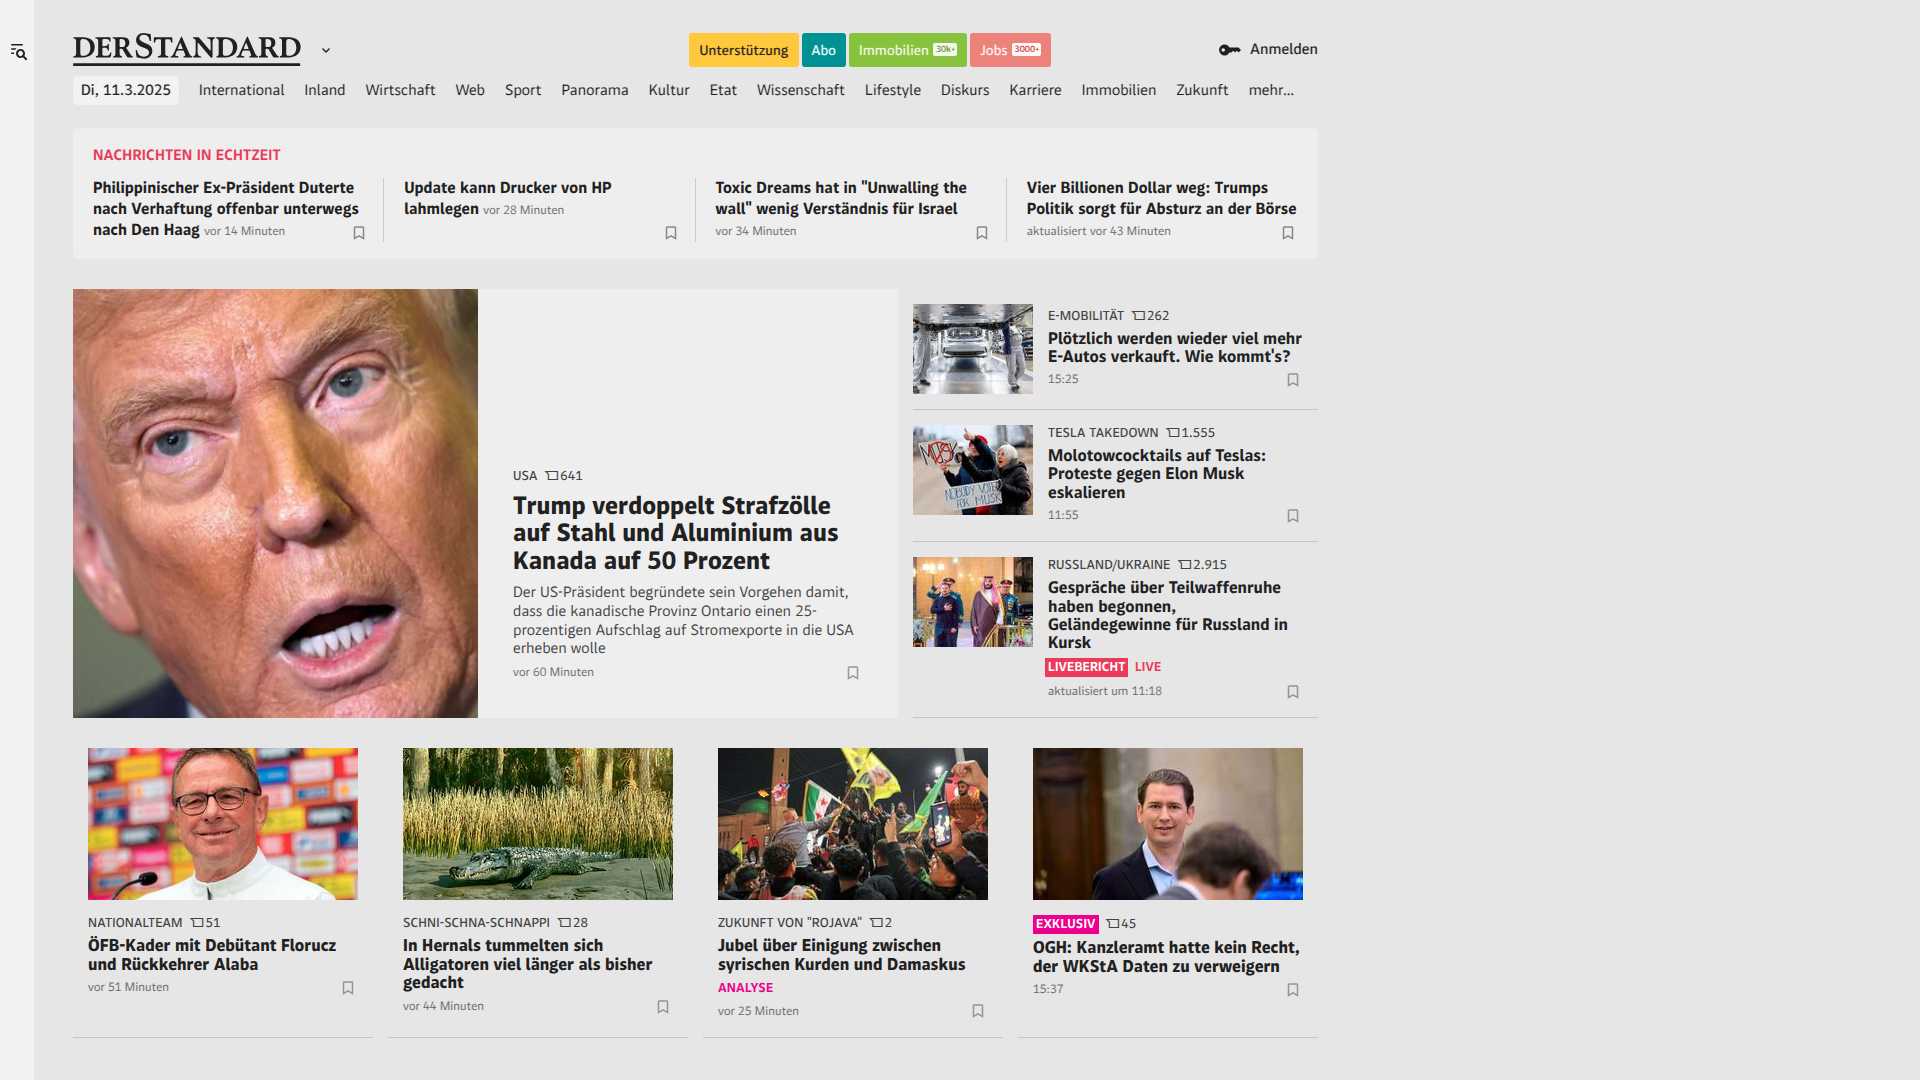 DERSTANDARD
Unterstützung
Abo
Immobilien 30k+
Jobs 3000+
Anmelden
Di, 11.3.2025
International
Inland
Wirtschaft
Web
Sport
Panorama
Kultur
Etat
Wissenschaft
Lifestyle
Diskurs
Karriere
Immobilien
Zukunft
mehr...
NACHRICHTEN IN ECHTZEIT
Philippinischer Ex-Präsident Duterte
nach Verhaftung offenbar unterwegs
nach Den Haag vor 14 Minuten
Update kann Drucker von HP
lahmlegen vor 28 Minuten
Toxic Dreams hat in "Unwalling the
wall" wenig Verständnis für Israel
vor 34 Minuten
Vier Billionen Dollar weg: Trumps
Politik sorgt für Absturz an der Börse
aktualisiert vor 43 Minuten
USA 641
Trump verdoppelt Strafzölle
auf Stahl und Aluminium aus
Kanada auf 50 Prozent
Der US-Präsident begründete sein Vorgehen damit,
dass die kanadische Provinz Ontario einen 25-
prozentigen Aufschlag auf Stromexporte in die USA
erheben wolle
vor 60 Minuten
E-MOBILITÄT 262
Plötzlich werden wieder viel mehr
E-Autos verkauft. Wie kommt's?
15:25
NOBODY VOTED
FOR MUSK
TESLA TAKEDOWN 1.555
Molotowcocktails auf Teslas:
Proteste gegen Elon Musk
eskalieren
11:55
RUSSLAND/UKRAINE 2.915
Gespräche über Teilwaffenruhe
haben begonnen,
Geländegewinne für Russland in
Kursk
LIVEBERICHT LIVE
aktualisiert um 11:18
NATIONALTEAM 51
ÖFB-Kader mit Debütant Florucz
und Rückkehrer Alaba
vor 51 Minuten
SCHNI-SCHNA-SCHNAPPI 28
In Hernals tummelten sich
Alligatoren viel länger als bisher
gedacht
vor 44 Minuten
ZUKUNFT VON "ROJAVA" 2
Jubel über Einigung zwischen
syrischen Kurden und Damaskus
ANALYSE
vor 25 Minuten
EXKLUSIV 45
OGH: Kanzleramt hatte kein Recht,
der WKStA Daten zu verweigern
15:37